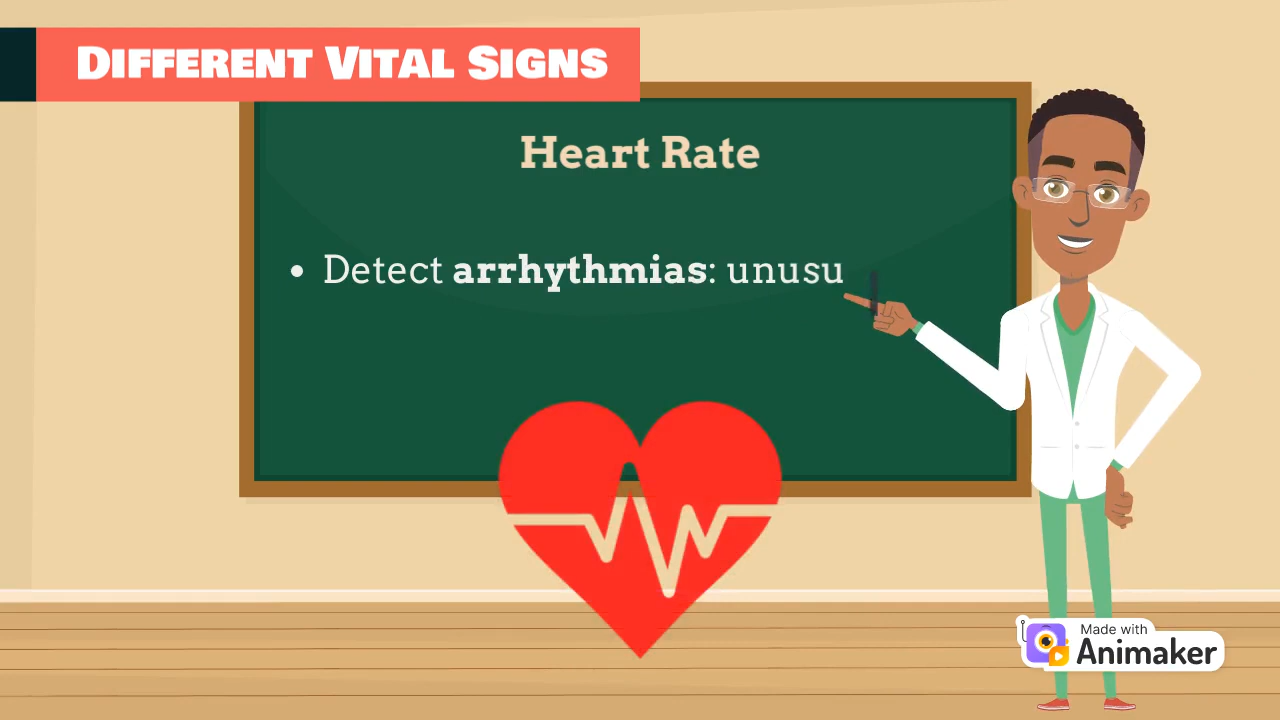 Different Vital Signs
Heart Rate
• Detect arrhythmias: unusu
Made with
Animaker